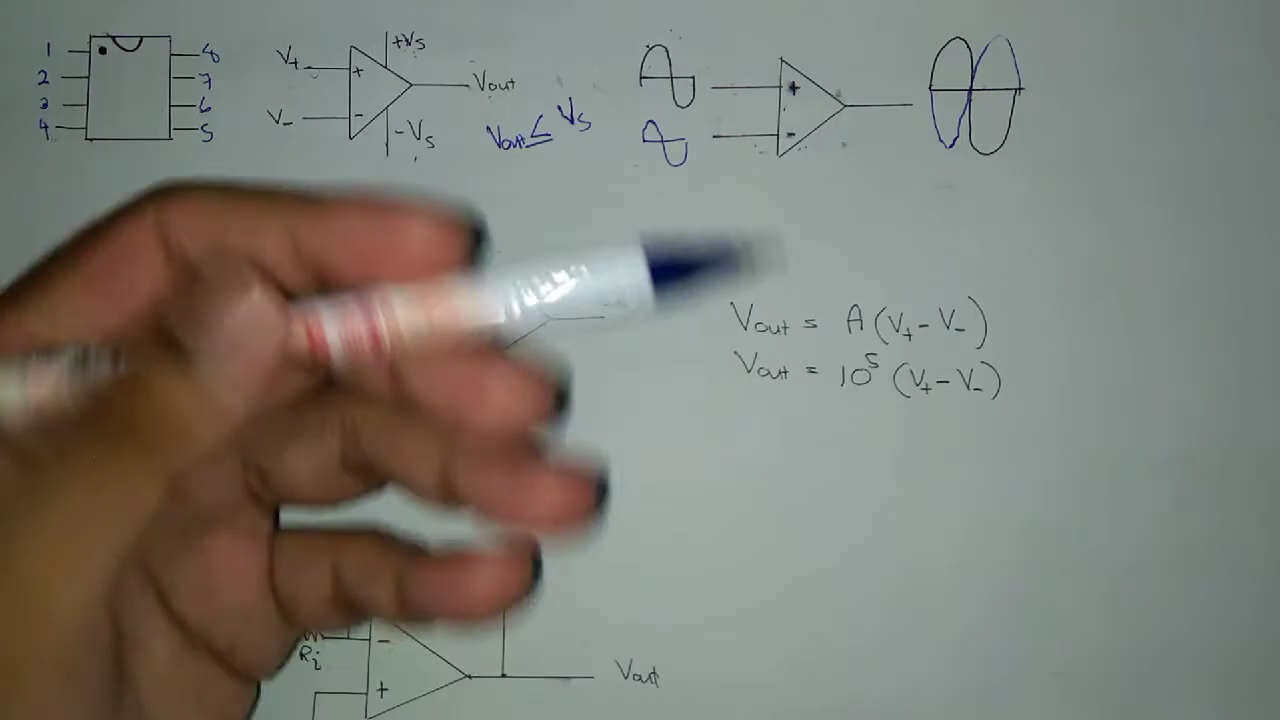 1 8
2 7
3 6
4 5
V+ + +Vs
Vout
V- - -Vs
Vout ≤ Vs
+
-
Vout = A(V+ - V-)
Vout = 10⁵ (V+ - V-)
Ri -
+
Vout